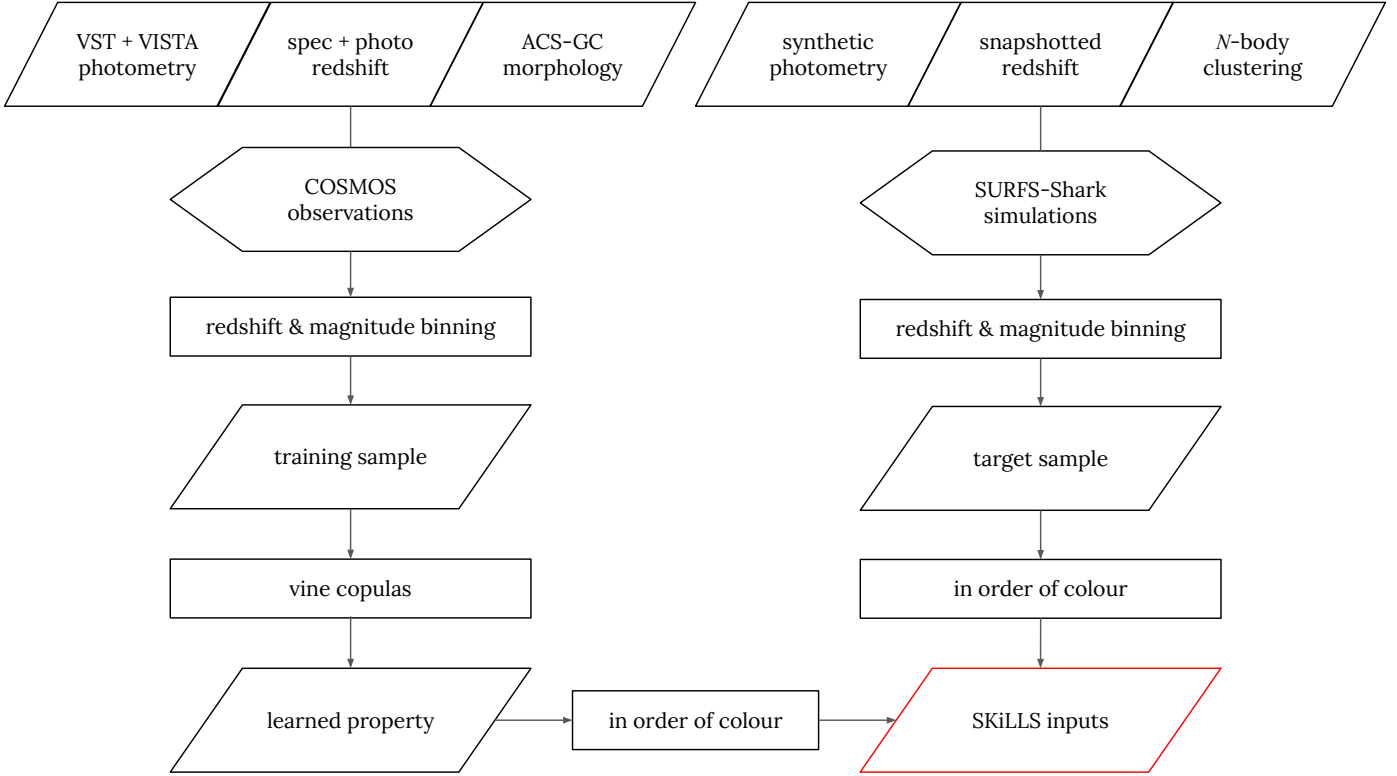 VST + VISTA
photometry
spec + photo
redshift
ACS-GC
morphology
synthetic
photometry
snapshotted
redshift
N-body
clustering
COSMOS
observations
SURFS-Shark
simulations
redshift & magnitude binning
redshift & magnitude binning
training sample
target sample
vine copulas
in order of colour
learned property
in order of colour
SKiLLS inputs